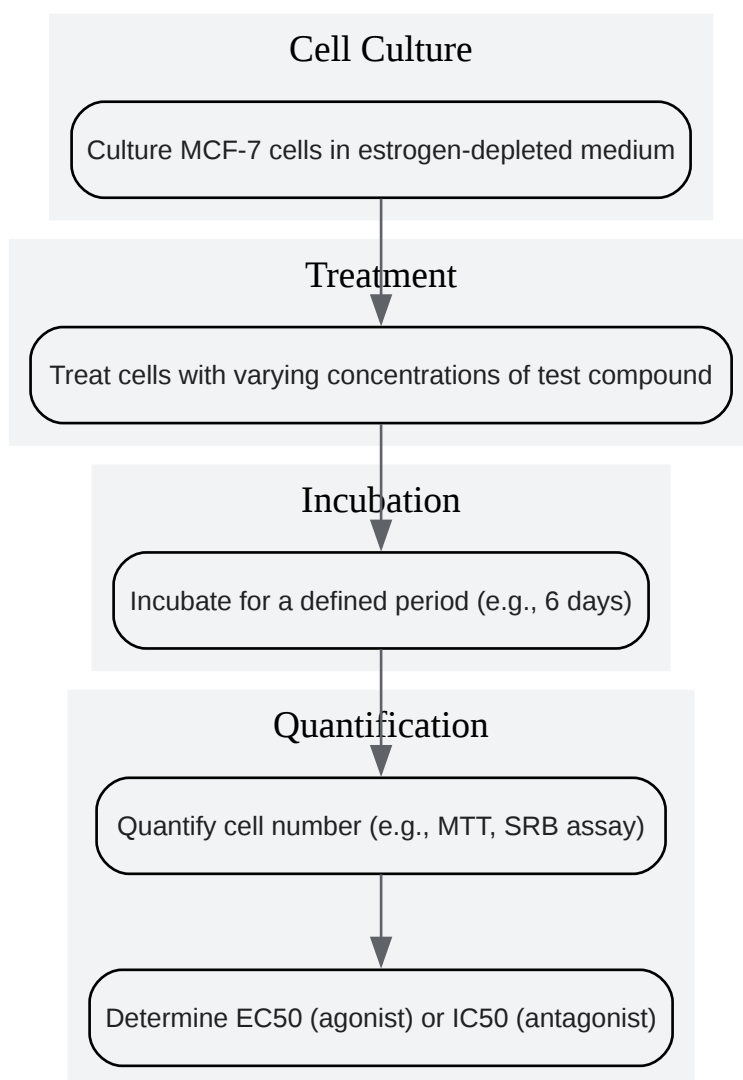 Cell Culture
Culture MCF-7 cells in estrogen-depleted medium
Treatment
Treat cells with varying concentrations of test compound
Incubation
Incubate for a defined period (e.g., 6 days)
Quantification
Quantify cell number (e.g., MTT, SRB assay)
Determine EC50 (agonist) or IC50 (antagonist)